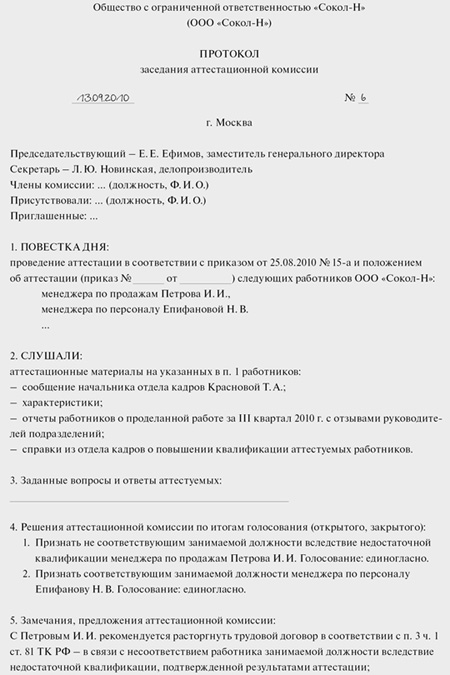 Общество с ограниченной ответственностью «Сокол-Н»
(ООО «Сокол-Н»)
ПРОТОКОЛ
заседания аттестационной комиссии
13.09.2010 № 6
г. Москва
Председательствующий – Е. Е. Ефимов, заместитель генерального директора
Секретарь – Л. Ю. Новинская, делопроизводитель
Члены комиссии: ... (должность, Ф. И. О.)
Присутствовали: ... (должность, Ф. И. О.)
Приглашенные: ...
1. ПОВЕСТКА ДНЯ:
проведение аттестации в соответствии с приказом от 25.08.2010 № 15-а и положением
об аттестации (приказ №______ от __________) следующих работников ООО «Сокол-Н»:
менеджера по продажам Петрова И. И.,
менеджера по персоналу Епифановой Н. В.
...
2. СЛУШАЛИ:
аттестационные материалы на указанных в п. 1 работников:
– сообщение начальника отдела кадров Красновой Т. А.;
– характеристики;
– отчеты работников о проделанной работе за III квартал 2010 г. с отзывами руководите-
лей подразделений;
– справки из отдела кадров о повышении квалификации аттестуемых работников.
3. Заданные вопросы и ответы аттестуемых:
4. Решения аттестационной комиссии по итогам голосования (открытого, закрытого):
1. Признать не соответствующим занимаемой должности вследствие недостаточной
квалификации менеджера по продажам Петрова И. И. Голосование: единогласно.
2. Признать соответствующим занимаемой должности менеджера по персоналу
Епифанову Н. В. Голосование: единогласно.
5. Замечания, предложения аттестационной комиссии:
С Петровым И. И. рекомендуется расторгнуть трудовой договор в соответствии с п. 3 ч. 1
ст. 81 ТК РФ – в связи с несоответствием работника занимаемой должности вследствие
недостаточной квалификации, подтвержденной результатами аттестации;